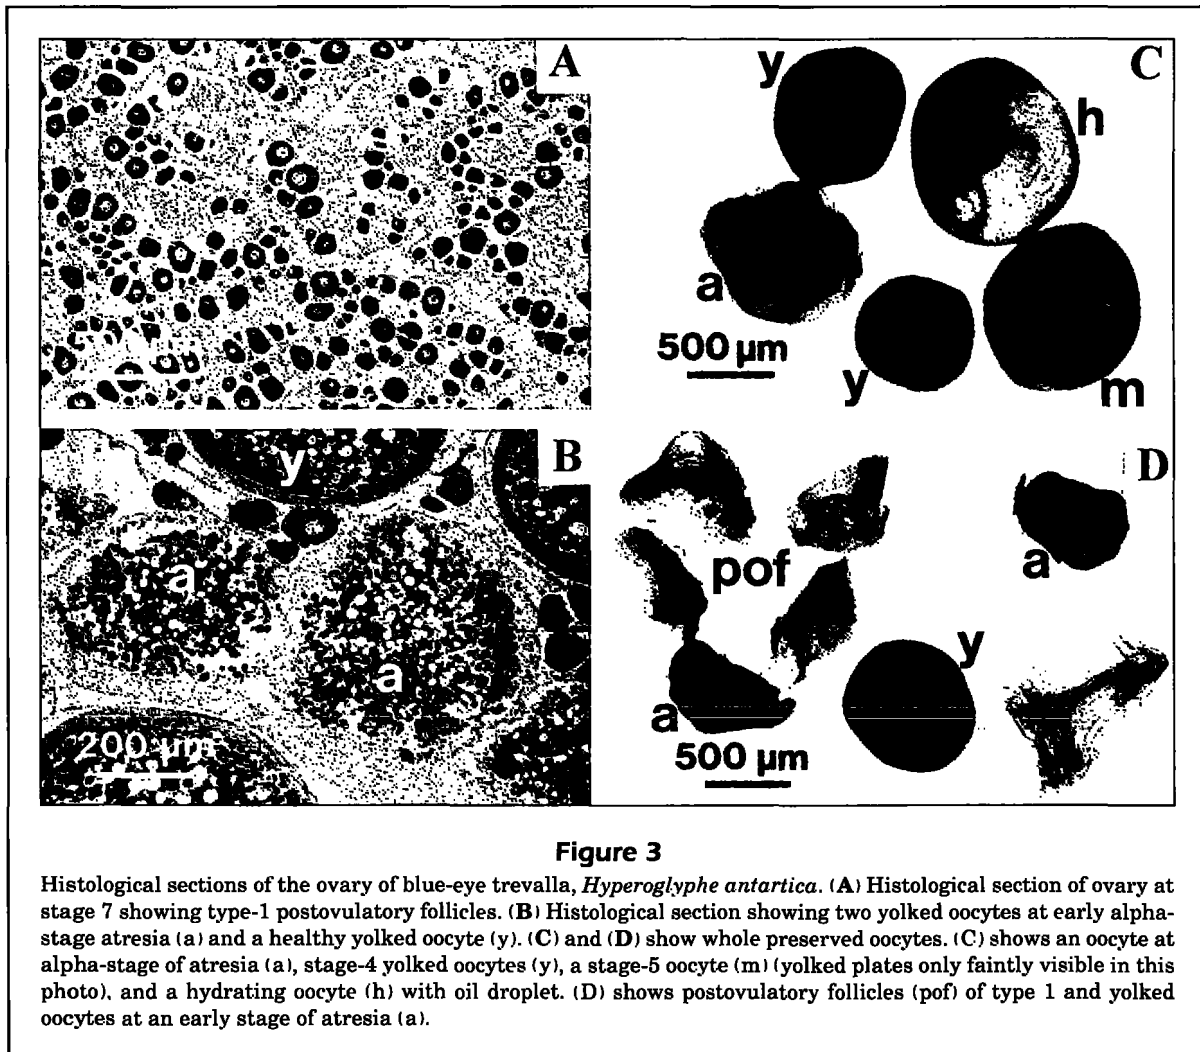 A
y
C
h
a
500 µm
y
m
y
B
a
a
200 µm
D
a
pof
y
a
500 µm
Figure 3
Histological sections of the ovary of blue-eye trevalla, Hyperoglyphe antartica. (A) Histological section of ovary at
stage 7 showing type-1 postovulatory follicles. (B) Histological section showing two yolked oocytes at early alpha-
stage atresia (a) and a healthy yolked oocyte (y). (C) and (D) show whole preserved oocytes. (C) shows an oocyte at
alpha-stage of atresia (a), stage-4 yolked oocytes (y), a stage-5 oocyte (m) (yolked plates only faintly visible in this
photo), and a hydrating oocyte (h) with oil droplet. (D) shows postovulatory follicles (pof) of type 1 and yolked
oocytes at an early stage of atresia (a).